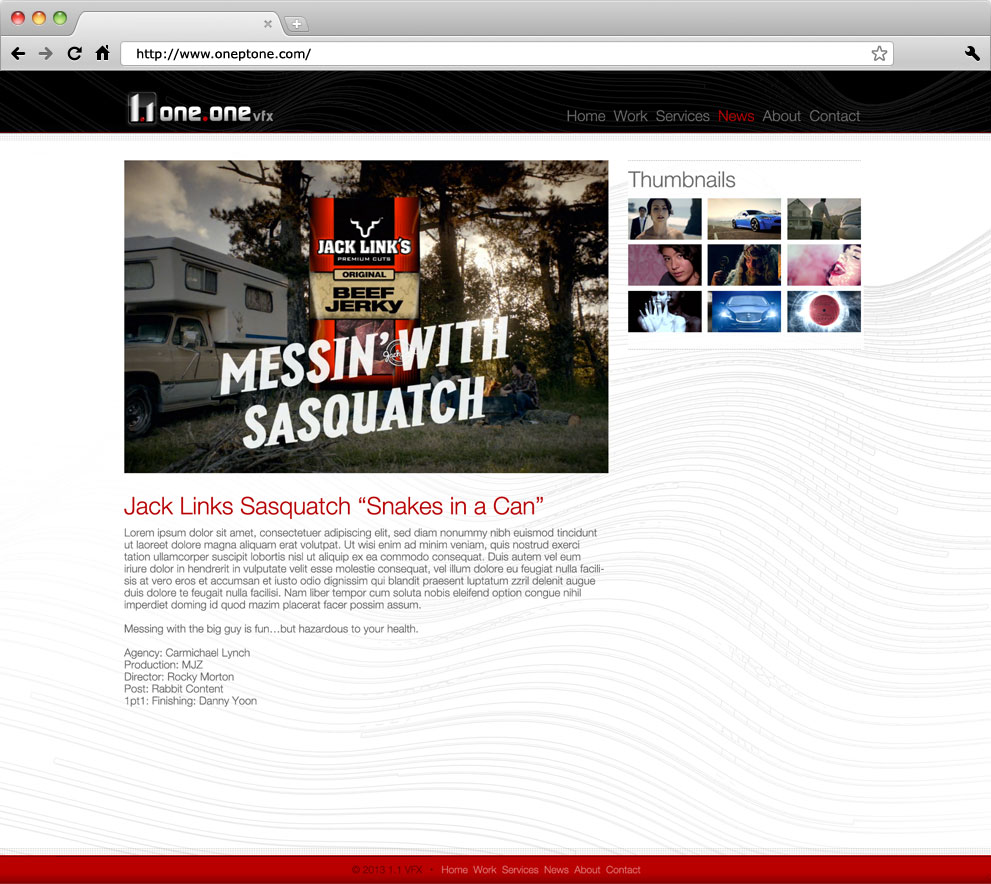 http://www.oneptone.com/
1.1 one.one vfx
Home Work Services News About Contact
JACK LINK'S
PREMIUM CUTS
ORIGINAL
BEEF
JERKY
MESSIN' WITH
SASQUATCH
Thumbnails
Jack Links Sasquatch “Snakes in a Can”
Lorem ipsum dolor sit amet, consectetuer adipiscing elit, sed diam nonummy nibh euismod tincidunt
ut laoreet dolore magna aliquam erat volutpat. Ut wisi enim ad minim veniam, quis nostrud exerci
tation ullamcorper suscipit lobortis nisl ut aliquip ex ea commodo consequat. Duis autem vel eum
iriure dolor in hendrerit in vulputate velit esse molestie consequat, vel illum dolore eu feugiat nulla facili-
sis at vero eros et accumsan et iusto odio dignissim qui blandit praesent luptatum zzril delenit augue
duis dolore te feugait nulla facilisi. Nam liber tempor cum soluta nobis eleifend option congue nihil
imperdiet doming id quod mazim placerat facer possim assum.
Messing with the big guy is fun…but hazardous to your health.
Agency: Carmichael Lynch
Production: MJZ
Director: Rocky Morton
Post: Rabbit Content
1pt1: Finishing: Danny Yoon
© 2013 1.1 VFX - Home Work Services News About Contact